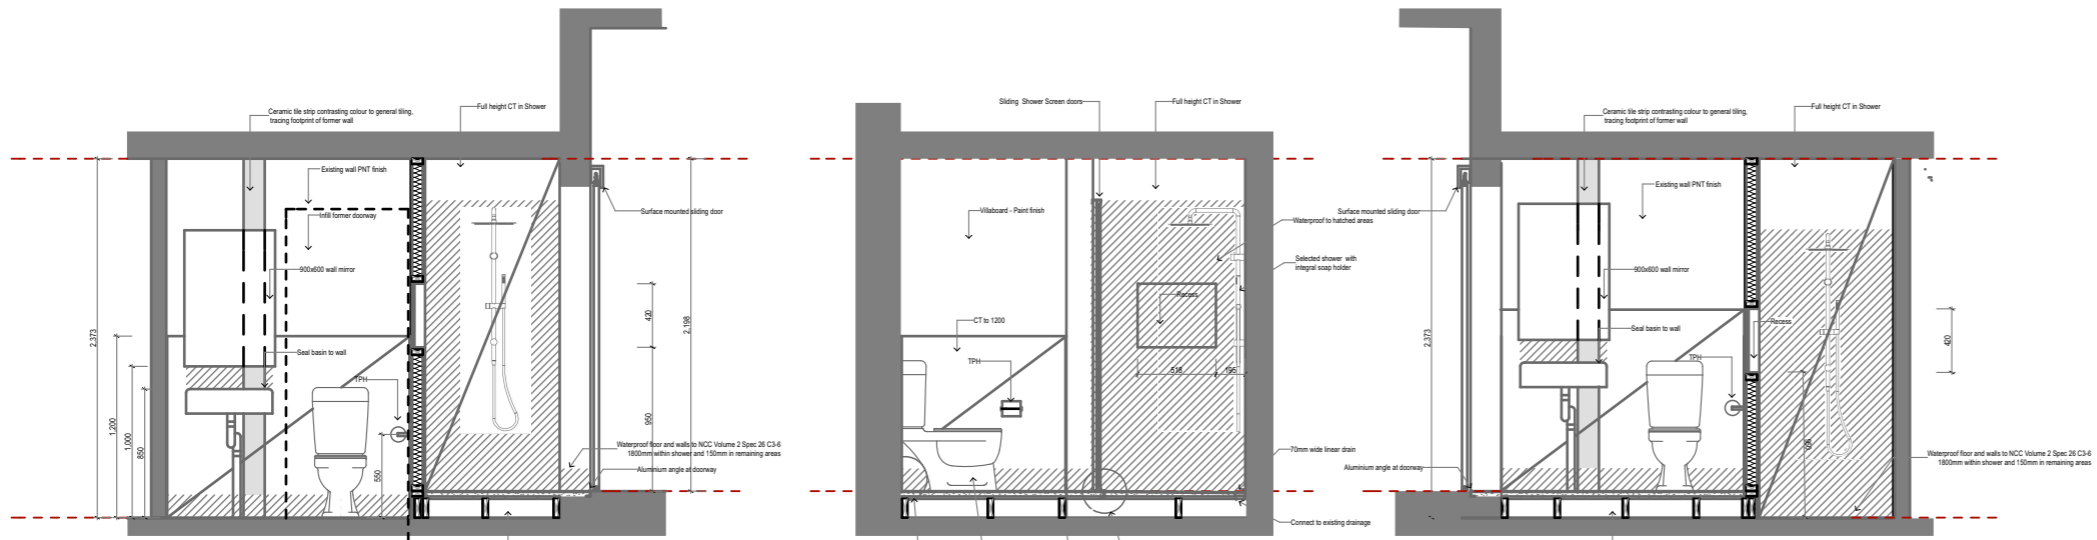 Ceramic tile strip contrasting colour to general tiling,
tracing footprint of former wall
Full height CT in Shower
Existing wall PNT finish
Infill former doorway
Surface mounted sliding door
900x600 wall mirror
Seal basin to wall
TPH
2,373
1,200
1,000
850
550
420
950
2,198
Waterproof floor and walls to NCC Volume 2 Spec 26 C3-6
1800mm within shower and 150mm in remaining areas
Aluminium angle at doorway
Sliding Shower Screen doors
Full height CT in Shower
Villaboard - Paint finish
Waterproof to hatched areas
Selected shower with
integral soap holder
Recess
CT to 1200
TPH
518
195
70mm wide linear drain
Connect to existing drainage
Ceramic tile strip contrasting colour to general tiling,
tracing footprint of former wall
Full height CT in Shower
Existing wall PNT finish
Surface mounted sliding door
900x600 wall mirror
Seal basin to wall
Recess
TPH
2,373
420
Aluminium angle at doorway
Waterproof floor and walls to NCC Volume 2 Spec 26 C3-6
1800mm within shower and 150mm in remaining areas